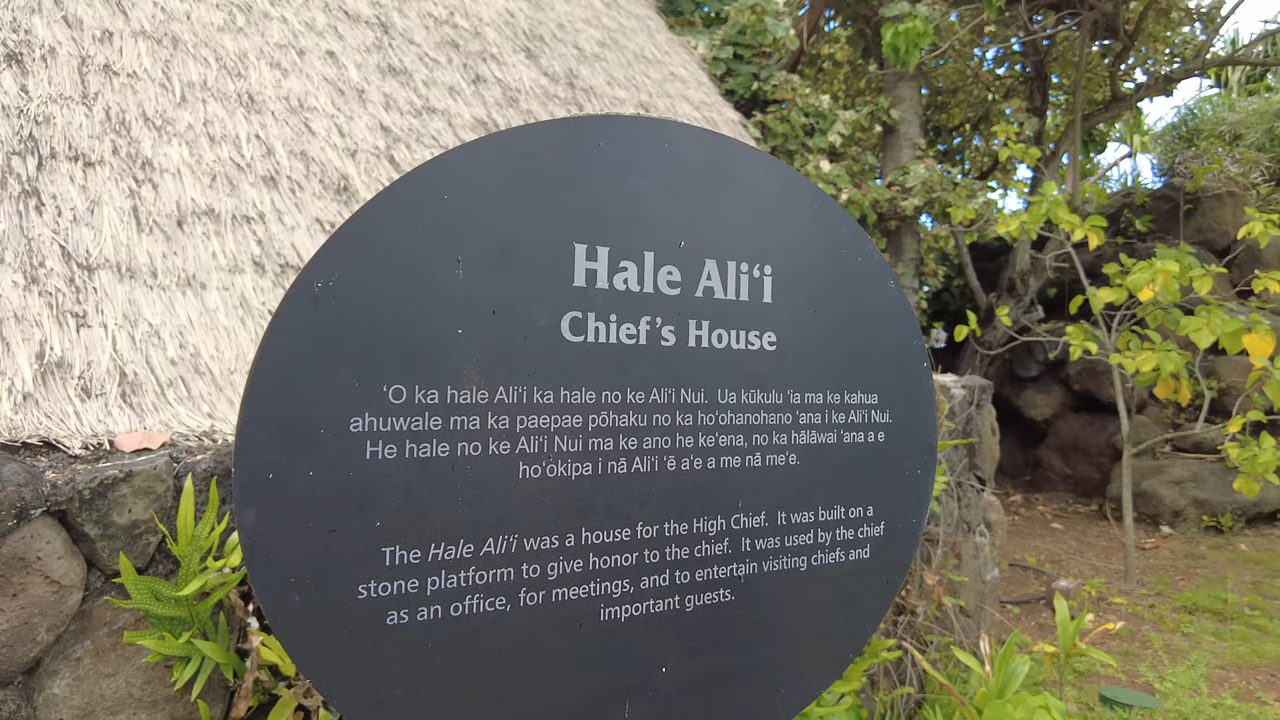 Hale Aliʻi
Chief's House
ʻO ka hale Aliʻi ka hale no ke Aliʻi Nui. Ua kūkulu ʻia ma ke kahua
ahuwale ma ka paepae pōhaku no ka hoʻohanohano ʻana i ke Aliʻi Nui.
He hale no ke Aliʻi Nui ma ke ano he keʻena, no ka hālāwai ʻana a e
hoʻokipa i nā Aliʻi ʻē aʻe a me nā meʻe.
The Hale Aliʻi was a house for the High Chief. It was built on a
stone platform to give honor to the chief. It was used by the chief
as an office, for meetings, and to entertain visiting chiefs and
important guests.